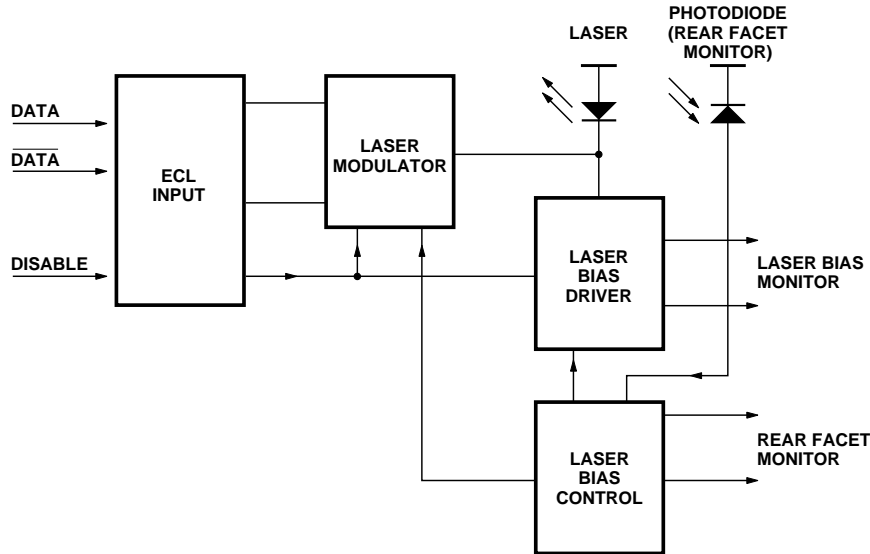 PHOTODIODE
(REAR FACET
MONITOR)
LASER
DATA
DATA
DISABLE
ECL
INPUT
LASER
MODULATOR
LASER
BIAS
DRIVER
LASER BIAS
MONITOR
LASER
BIAS
CONTROL
REAR FACET
MONITOR